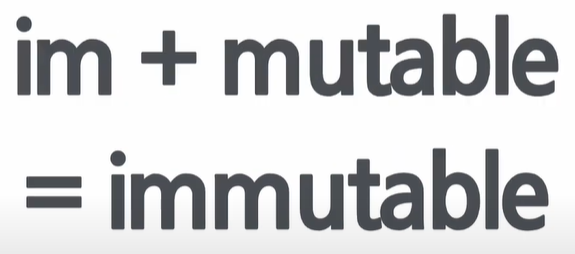 im + mutable
= immutable